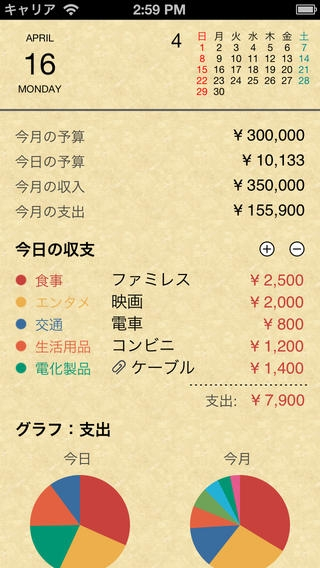 キャリア 2:59 PM
APRIL
16
MONDAY
4
日 月 火 水 木 金 土
1 2 3 4 5 6 7
8 9 10 11 12 13 14
15 16 17 18 19 20 21
22 23 24 25 26 27 28
29 30
今月の予算 ¥ 300,000
今日の予算 ¥ 10,133
今月の収入 ¥ 350,000
今月の支出 ¥ 155,900
今日の収支
食事 ファミレス ¥ 2,500
エンタメ 映画 ¥ 2,000
交通 電車 ¥ 800
生活用品 コンビニ ¥ 1,200
電化製品 ケーブル ¥ 1,400
支出: ¥ 7,900
グラフ：支出
今日 今月